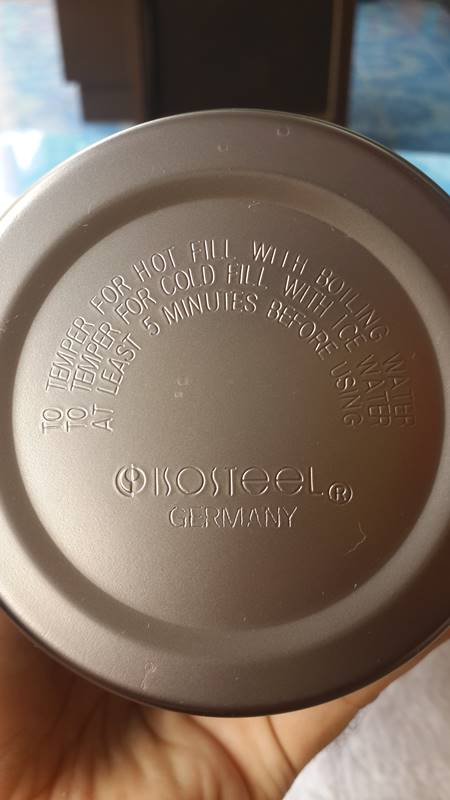 TO TEMPER FOR HOT FILL WITH BOILING WATER
TO TEMPER FOR COLD FILL WITH ICE WATER
AT LEAST 5 MINUTES BEFORE USING
ISOSTEEL®
GERMANY